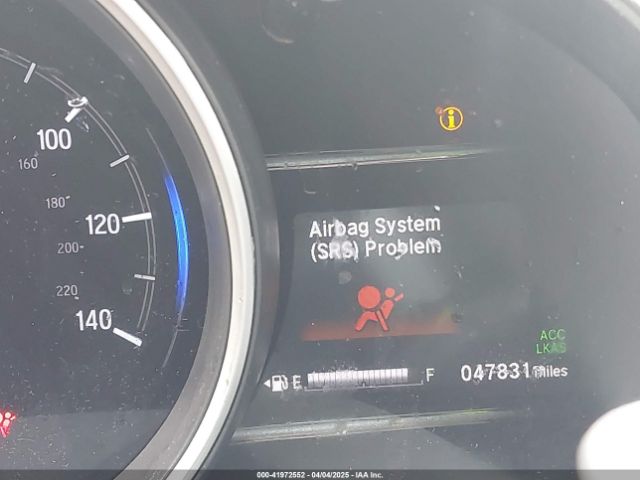 100
160
180
120
200
220
140
Airbag System
(SRS) Problem
ACC
LKAS
E F
047831 miles
000-41972552 - 04/04/2025 - IAA Inc.